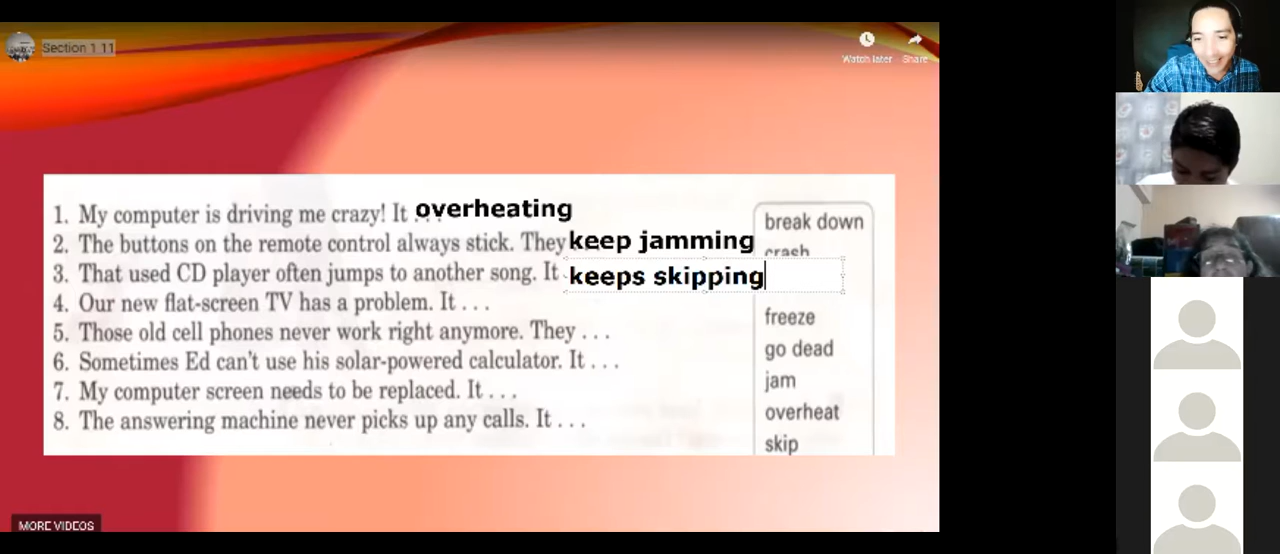 Section 1 11
Watch later Share
1. My computer is driving me crazy! It overheating
2. The buttons on the remote control always stick. They keep jamming
3. That used CD player often jumps to another song. It keeps skipping
4. Our new flat-screen TV has a problem. It . . .
5. Those old cell phones never work right anymore. They . . .
6. Sometimes Ed can't use his solar-powered calculator. It . . .
7. My computer screen needs to be replaced. It . . .
8. The answering machine never picks up any calls. It . . .
break down
crash
freeze
go dead
jam
overheat
skip
MORE VIDEOS